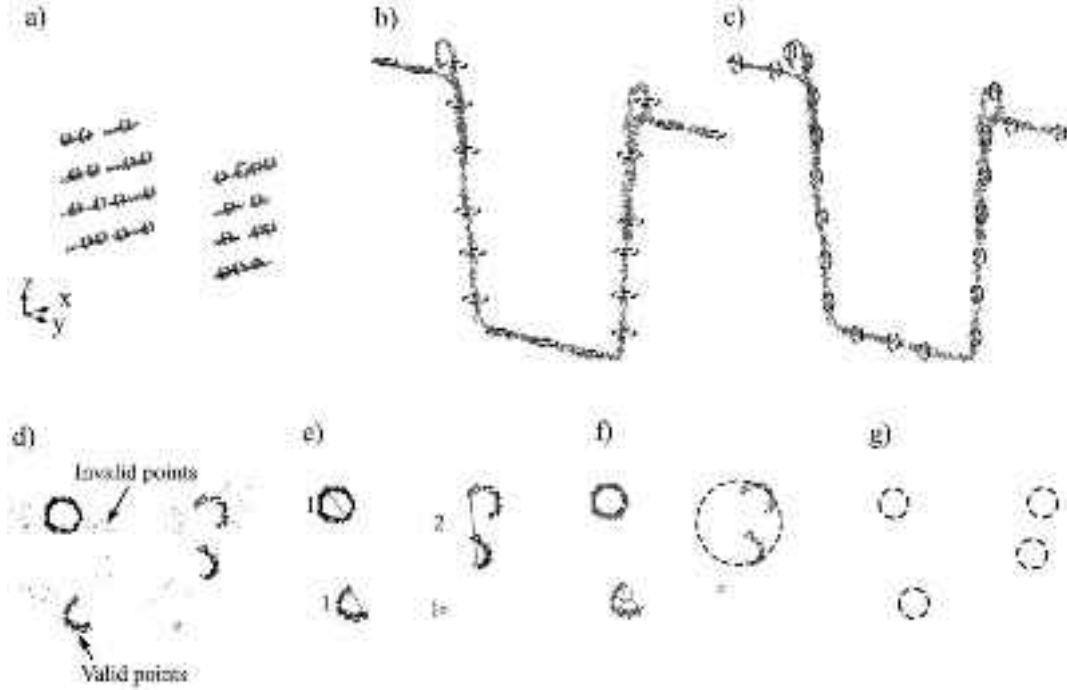 a)
b)
c)
x
y
d)
e)
f)
g)
Invalid points
1
2
1
Valid points